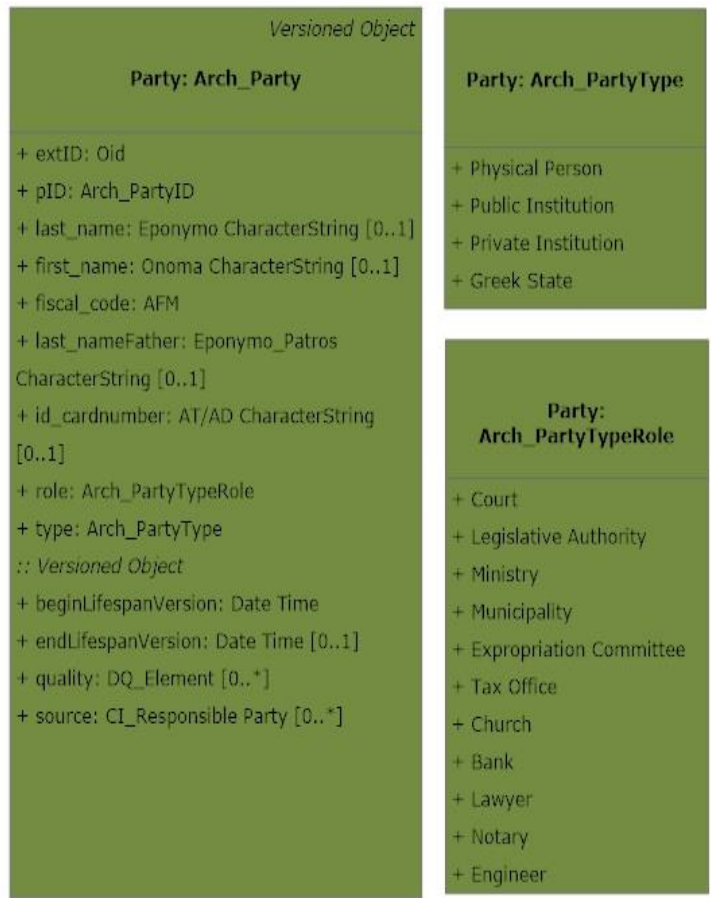 Versioned Object
Party: Arch_Party
+ extID: Oid
+ pID: Arch_PartyID
+ last_name: Eponymo CharacterString [0..1]
+ first_name: Onoma CharacterString [0..1]
+ fiscal_code: AFM
+ last_nameFather: Eponymo_Patros
CharacterString [0..1]
+ id_cardnumber: AT/AD CharacterString
[0..1]
+ role: Arch_PartyTypeRole
+ type: Arch_PartyType
:: Versioned Object
+ beginLifespanVersion: Date Time
+ endLifespanVersion: Date Time [0..1]
+ quality: DQ_Element [0..*]
+ source: CI_Responsible Party [0..*]
Party: Arch_PartyType
+ Physical Person
+ Public Institution
+ Private Institution
+ Greek State
Party:
Arch_PartyTypeRole
+ Court
+ Legislative Authority
+ Ministry
+ Municipality
+ Expropriation Committee
+ Tax Office
+ Church
+ Bank
+ Lawyer
+ Notary
+ Engineer